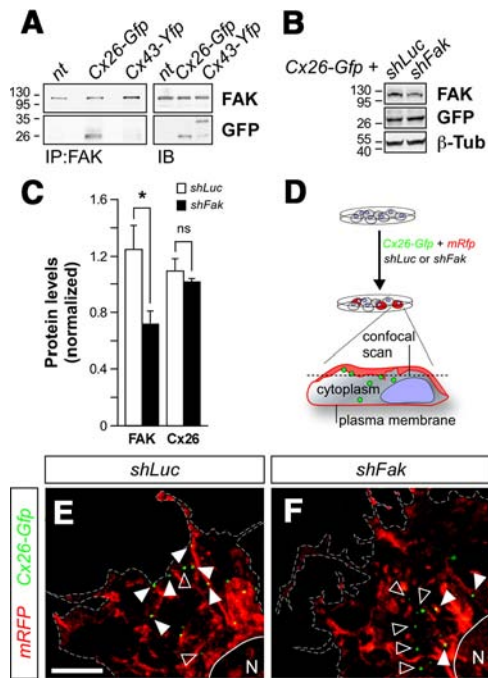 A
nt
Cx26-Gfp
Cx43-Yfp
nt
Cx26-Gfp
Cx43-Yfp
130
95
FAK
35
26
GFP
IP:FAK
IB
B
Cx26-Gfp +
shLuc
shFak
130
95
FAK
26
GFP
55
40
β-Tub
C
Protein levels
(normalized)
1.6
1.2
0.8
0.4
0
shLuc
shFak
*
ns
FAK
Cx26
D
Cx26-Gfp + mRfp
shLuc or shFak
confocal
scan
cytoplasm
plasma membrane
shLuc
shFak
mRFP Cx26-Gfp
E
N
F
N